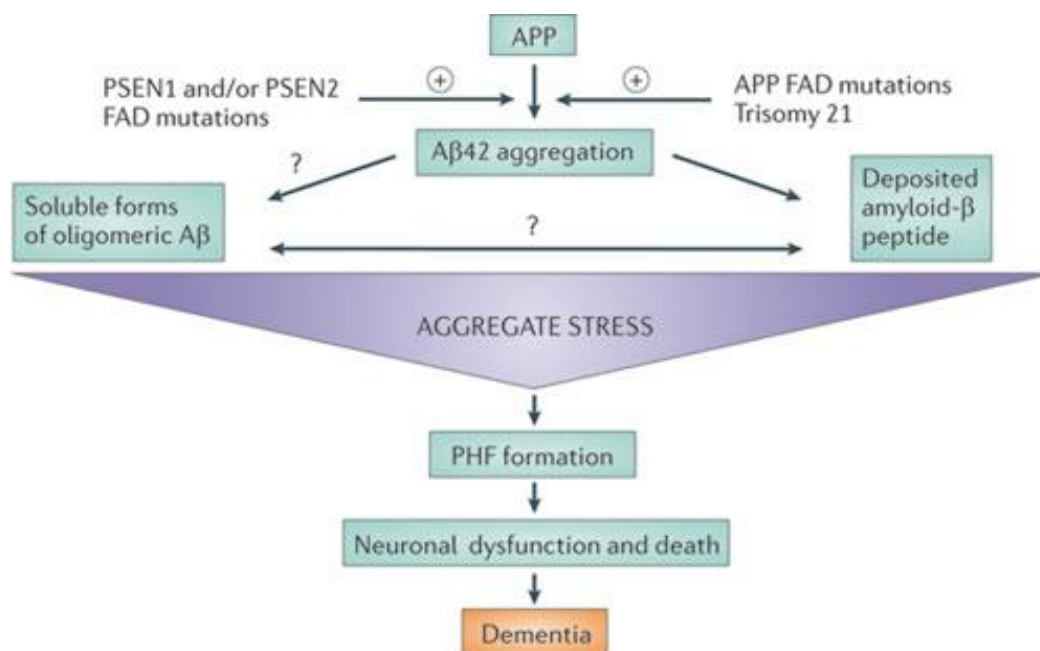 APP
PSEN1 and/or PSEN2
FAD mutations
+
+
APP FAD mutations
Trisomy 21
Aβ42 aggregation
?
Soluble forms
of oligomeric Aβ
?
Deposited
amyloid-β
peptide
AGGREGATE STRESS
PHF formation
Neuronal dysfunction and death
Dementia